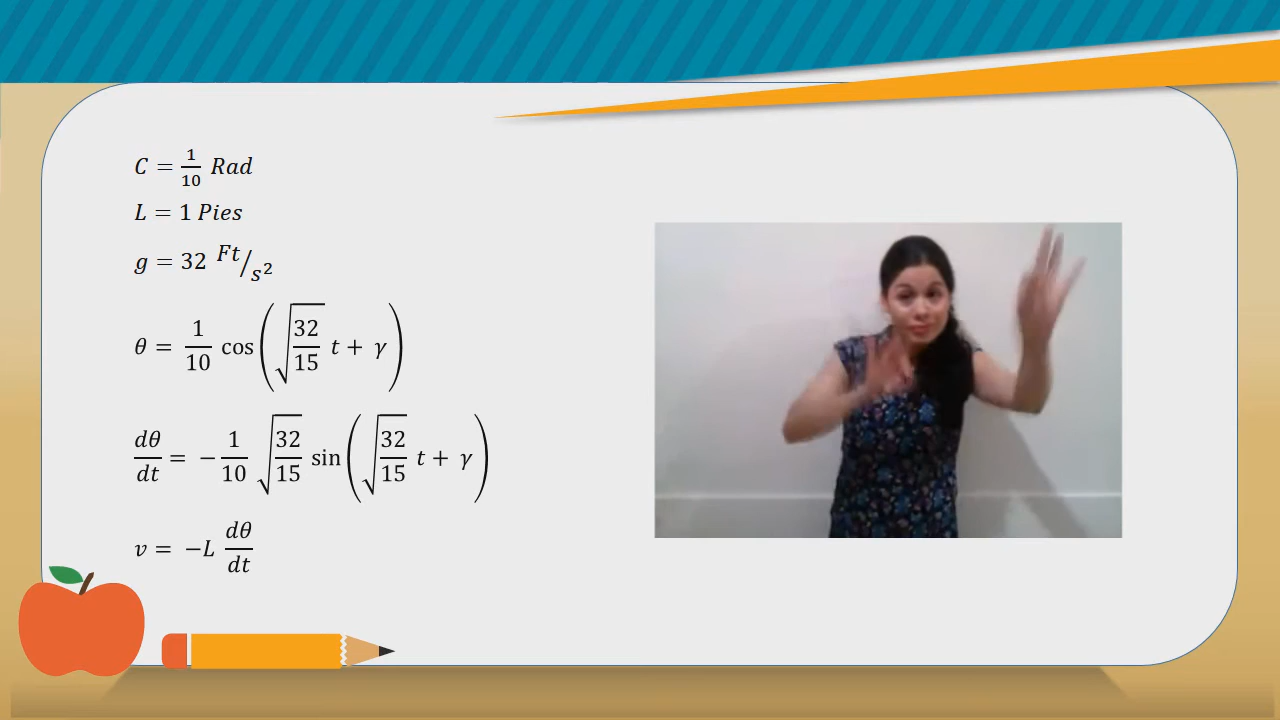 C = 1/10 Rad
L = 1 Pies
g = 32 Ft/s²
θ = 1/10 cos(√(32/15) t + γ)
dθ/dt = − 1/10 √(32/15) sin(√(32/15) t + γ)
v = −L dθ/dt